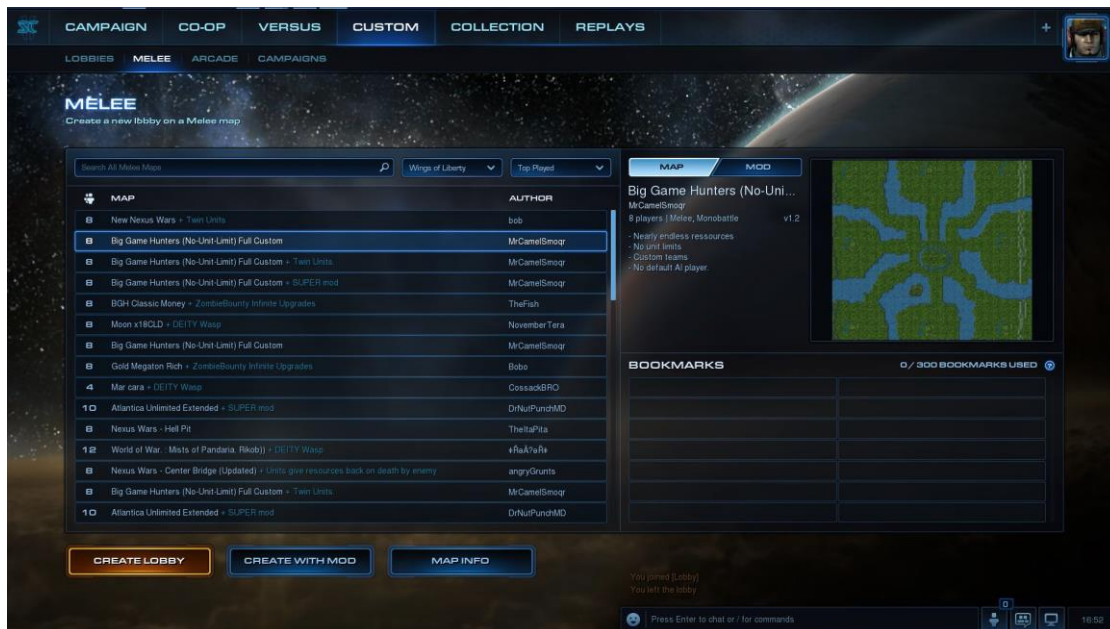 CAMPAIGN CO-OP VERSUS CUSTOM COLLECTION REPLAYS +
LOBBIES MELEE ARCADE CAMPAIGNS
MELEE
Create a new lobby on a Melee map
Search All Melee Maps Wings of Liberty Top Played
MAP AUTHOR
8 New Nexus Wars + Twin Units bob
8 Big Game Hunters (No-Unit-Limit) Full Custom MrCamelSmoqr
8 Big Game Hunters (No-Unit-Limit) Full Custom + Twin Units MrCamelSmoqr
8 Big Game Hunters (No-Unit-Limit) Full Custom + SUPER mod MrCamelSmoqr
8 BGH Classic Money + ZombieBounty Infinite Upgrades TheFish
8 Moon x18CLD + DEITY Wasp NovemberTera
8 Big Game Hunters (No-Unit-Limit) Full Custom MrCamelSmoqr
8 Gold Megaton Rich + ZombieBounty Infinite Upgrades Bobo
4 Mar cara + DEITY Wasp CossackBRO
10 Atlantica Unlimited Extended + SUPER mod DrNutPunchMD
8 Nexus Wars - Hell Pit TheltaPita
12 World of War. : Mists of Pandaria. Rikob)) + DEITY Wasp
8 Nexus Wars - Center Bridge (Updated) + Units give resources back on death by enemy angryGrunts
8 Big Game Hunters (No-Unit-Limit) Full Custom + Twin Units MrCamelSmoqr
10 Atlantica Unlimited Extended + SUPER mod DrNutPunchMD
MAP MOD
Big Game Hunters (No-Uni...
MrCamelSmoqr
8 players | Melee, Monobattle v1.2
- Nearly endless ressources
- No unit limits
- Custom teams
- No default AI player.
BOOKMARKS 0 / 300 BOOKMARKS USED ?
CREATE LOBBY CREATE WITH MOD MAP INFO
You joined [Lobby]
You left the lobby
0
Press Enter to chat or / for commands 16:52